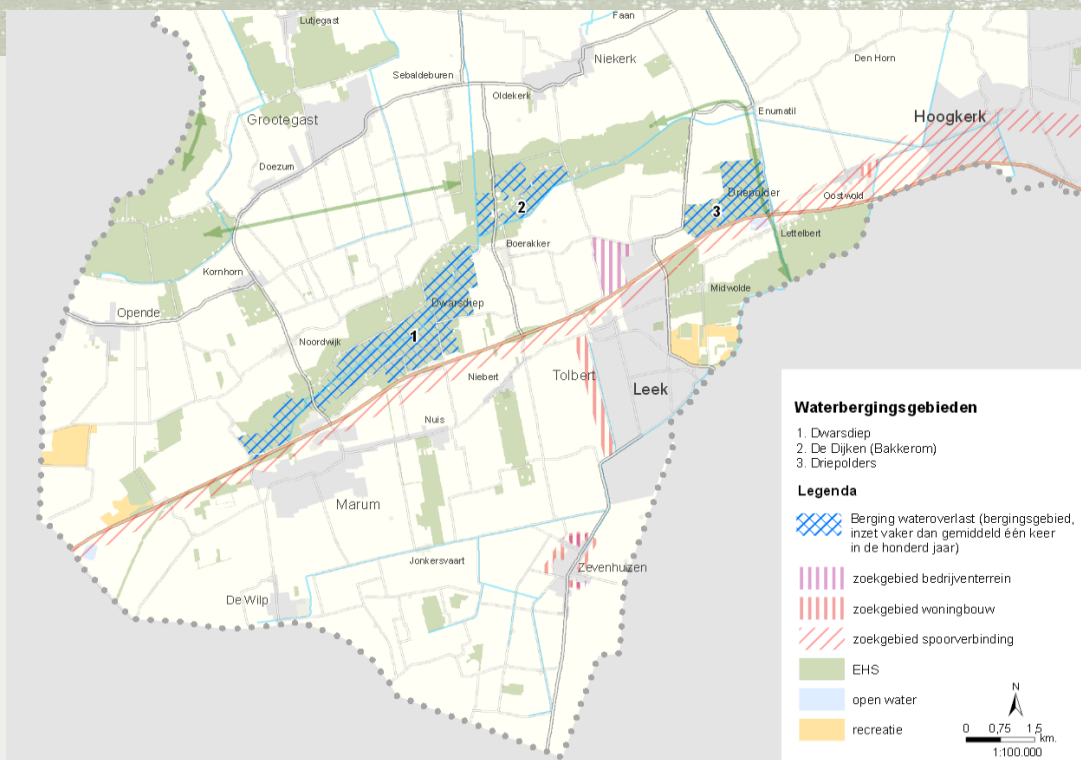 Lutjegast
Faan
Niekerk
Den Horn
Sebaldeburen
Oldekerk
Enumatil
Hoogkerk
Grootegast
Doezum
2
3
Driepolder
Oostwold
Lettelbert
Boerakker
Kornhorn
Midwolde
Opende
Dwarsdiep
1
Noordwijk
Niebert
Tolbert
Leek
Nuis
Marum
Jonkersvaart
Zevenhuizen
De Wilp
Waterbergingsgebieden
1. Dwarsdiep
2. De Dijken (Bakkerom)
3. Driepolders
Legenda
Berging wateroverlast (bergingsgebied,
inzet vaker dan gemiddeld één keer
in de honderd jaar)
zoekgebied bedrijventerrein
zoekgebied woningbouw
zoekgebied spoorverbinding
EHS
open water
recreatie
N
0 0,75 1,5
km.
1:100.000